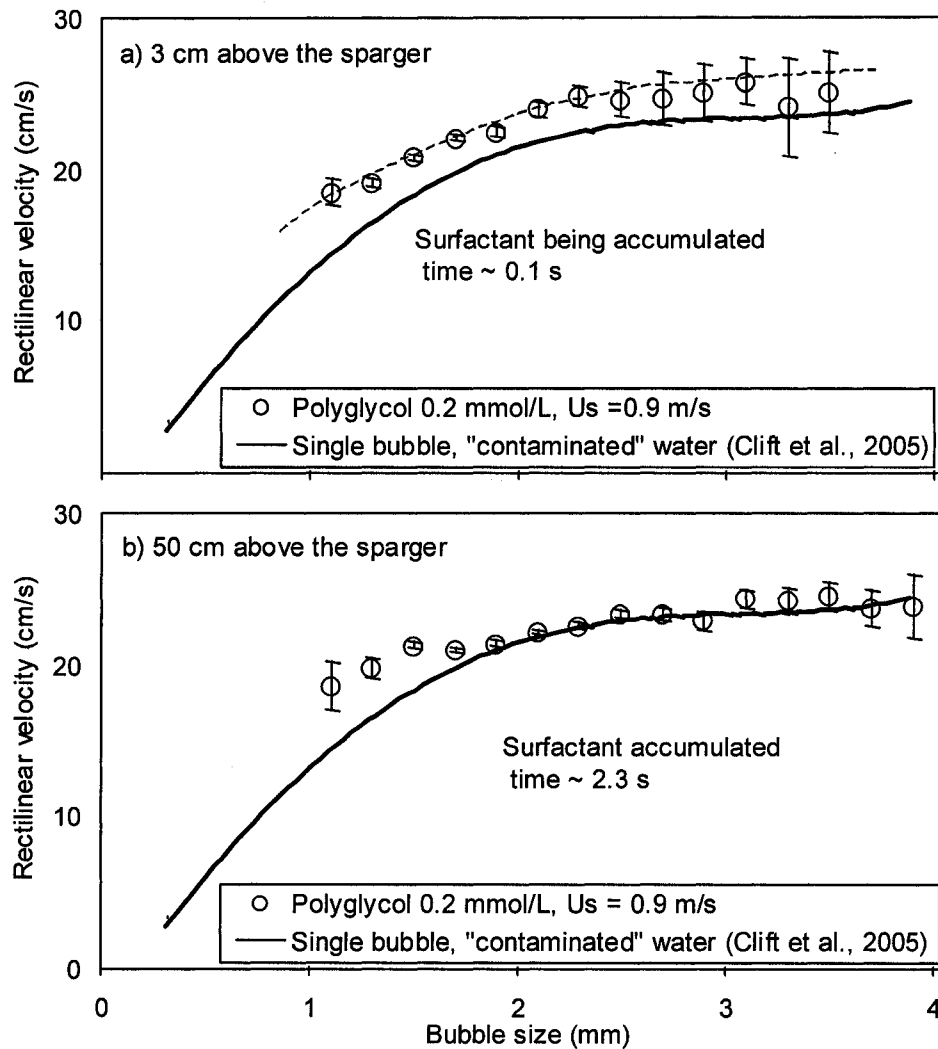 30
a) 3 cm above the sparger
20
Rectilinear velocity (cm/s)
Surfactant being accumulated
time ~ 0.1 s
10
Polyglycol 0.2 mmol/L, Us =0.9 m/s
Single bubble, "contaminated" water (Clift et al., 2005)
30
b) 50 cm above the sparger
20
Rectilinear velocity (cm/s)
Surfactant accumulated
time ~ 2.3 s
10
Polyglycol 0.2 mmol/L, Us = 0.9 m/s
Single bubble, "contaminated" water (Clift et al., 2005)
0
0 1 2 3 4
Bubble size (mm)